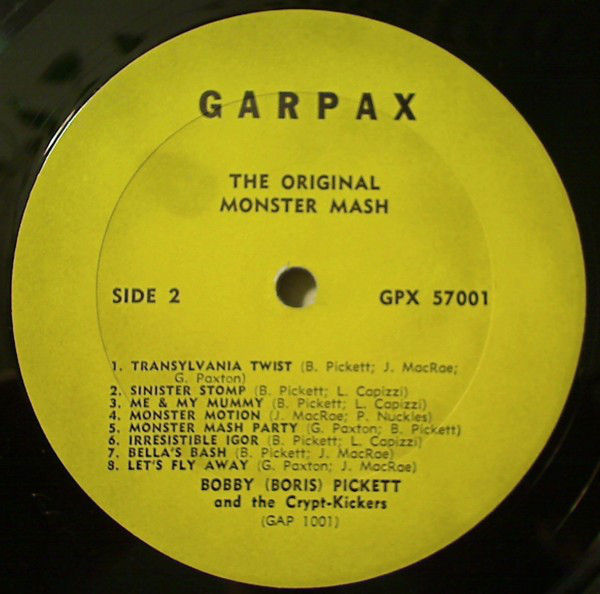 GARPAX
THE ORIGINAL
MONSTER MASH
SIDE 2 GPX 57001
1. TRANSYLVANIA TWIST (B. Pickett; J. MacRae;
G. Paxton)
2. SINISTER STOMP (B. Pickett; L. Capizzi)
3. ME & MY MUMMY (B. Pickett; L. Capizzi)
4. MONSTER MOTION (J. MacRae; P. Nuckles)
5. MONSTER MASH PARTY (G. Paxton; B. Pickett)
6. IRRESISTIBLE IGOR (B. Pickett; L. Capizzi)
7. BELLA'S BASH (B. Pickett; J. MacRae)
8. LET'S FLY AWAY (G. Paxton; J. MacRae)
BOBBY (BORIS) PICKETT
and the Crypt-Kickers
(GAP 1001)